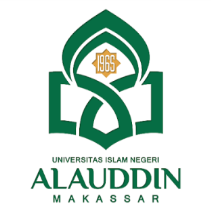 1965
UNIVERSITAS ISLAM NEGERI
ALAUDDIN
MAKASSAR